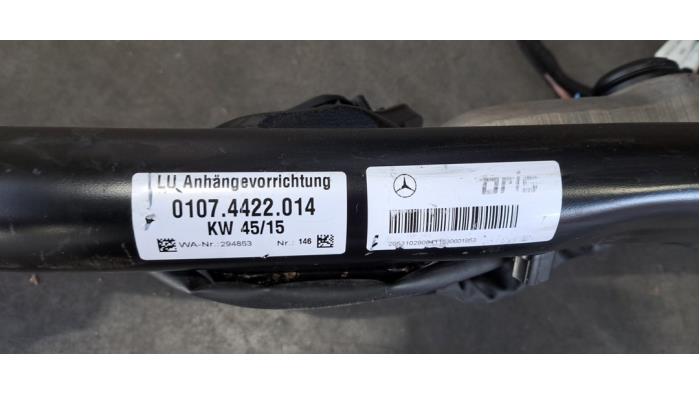 LU Anhängevorrichtung
0107.4422.014
KW 45/15
WA-Nr.:294853 Nr.: 146
oris